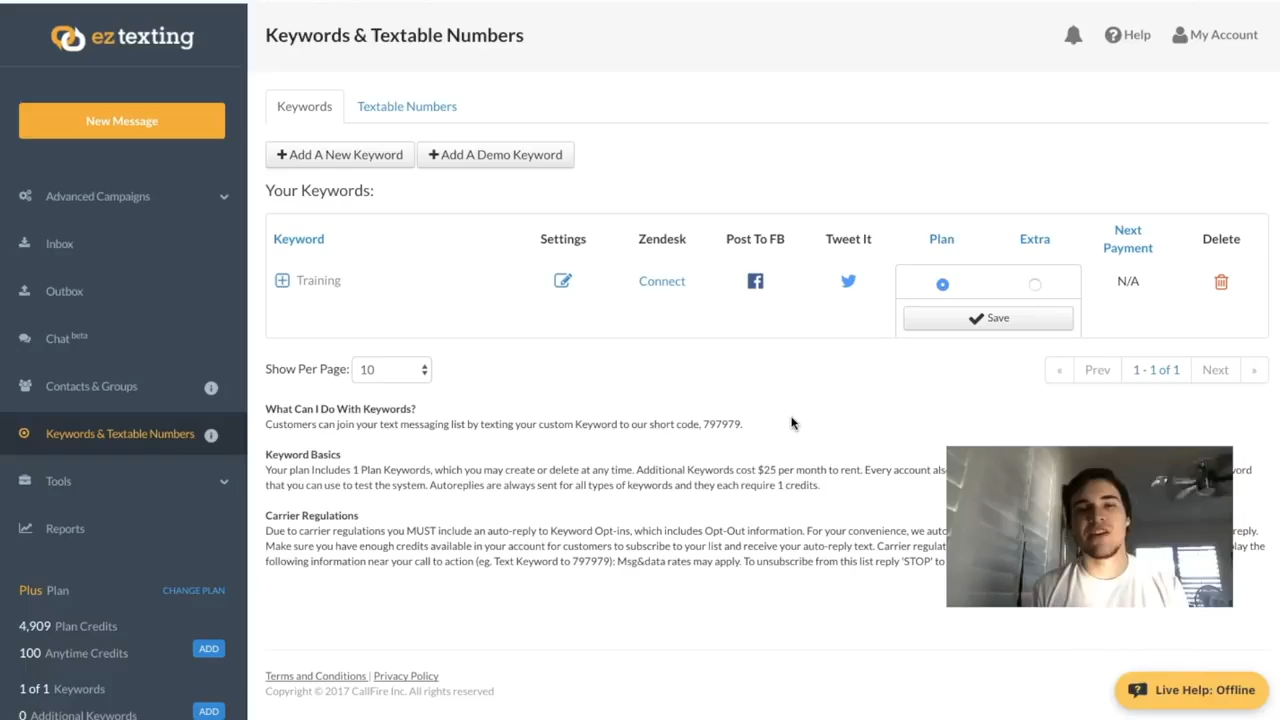 ez texting
Keywords & Textable Numbers
Help
My Account
New Message
Keywords
Textable Numbers
Add A New Keyword
Add A Demo Keyword
Your Keywords:
Advanced Campaigns
Inbox
Outbox
Chat beta
Contacts & Groups
Keywords & Textable Numbers
Tools
Reports
Keyword Settings Zendesk Post To FB Tweet It Plan Extra Next Payment Delete
Training Connect N/A
Save
Show Per Page: 10
« Prev 1 - 1 of 1 Next »
What Can I Do With Keywords?
Customers can join your text messaging list by texting your custom Keyword to our short code, 797979.
Keyword Basics
Your plan Includes 1 Plan Keywords, which you may create or delete at any time. Additional Keywords cost $25 per month to rent. Every account als word
that you can use to test the system. Autoreplies are always sent for all types of keywords and they each require 1 credits.
Carrier Regulations
Due to carrier regulations you MUST include an auto-reply to Keyword Opt-ins, which includes Opt-Out information. For your convenience, we auto reply.
Make sure you have enough credits available in your account for customers to subscribe to your list and receive your auto-reply text. Carrier regulat play the
following information near your call to action (eg. Text Keyword to 797979): Msg&data rates may apply. To unsubscribe from this list reply 'STOP' to
Plus Plan CHANGE PLAN
4,909 Plan Credits
100 Anytime Credits ADD
1 of 1 Keywords
0 Additional Keywords ADD
Terms and Conditions | Privacy Policy
Copyright © 2017 CallFire Inc. All rights reserved
Live Help: Offline